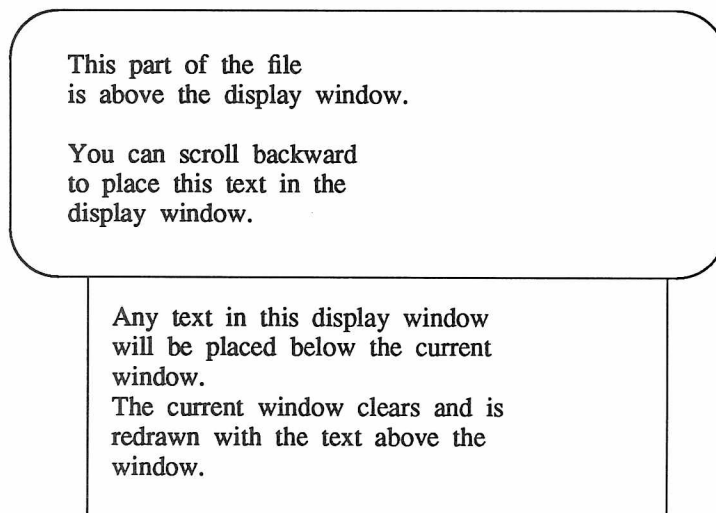 This part of the file
is above the display window.
You can scroll backward
to place this text in the
display window.
Any text in this display window
will be placed below the current
window.
The current window clears and is
redrawn with the text above the
window.